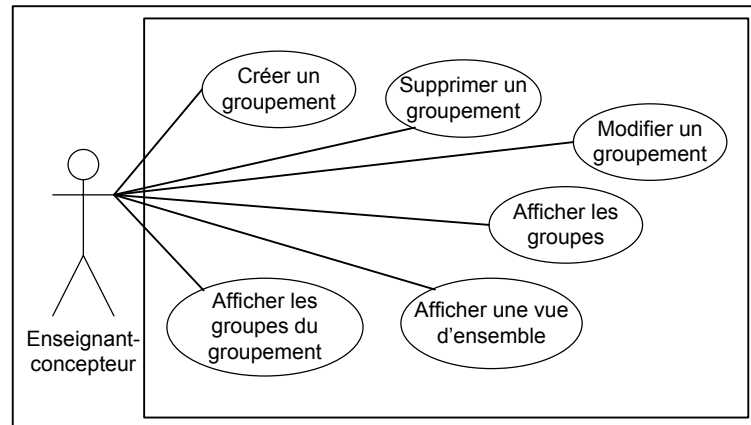 Créer un
groupement
Supprimer un
groupement
Modifier un
groupement
Afficher les
groupes
Afficher les
groupes du
groupement
Afficher une vue
d'ensemble
Enseignant-
concepteur